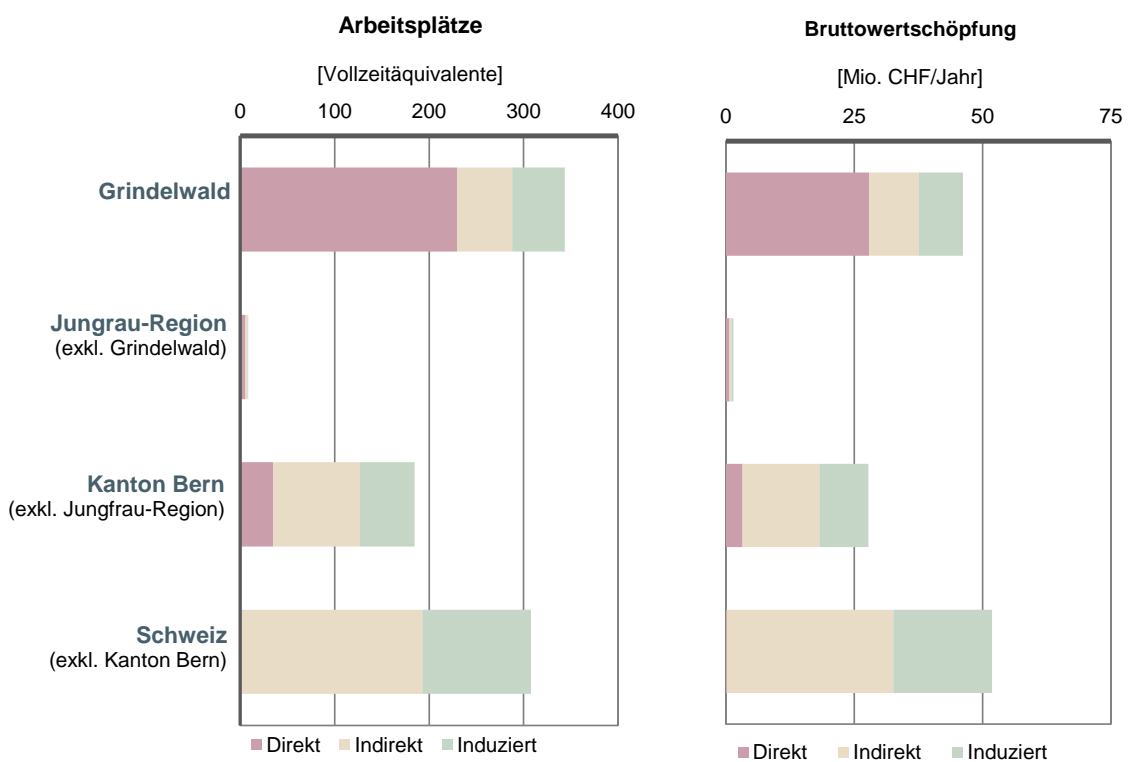 Arbeitsplätze
[Vollzeitäquivalente]
0 100 200 300 400
Bruttowertschöpfung
[Mio. CHF/Jahr]
0 25 50 75
Grindelwald
Jungrau-Region
(exkl. Grindelwald)
Kanton Bern
(exkl. Jungfrau-Region)
Schweiz
(exkl. Kanton Bern)
Direkt Indirekt Induziert
Direkt Indirekt Induziert